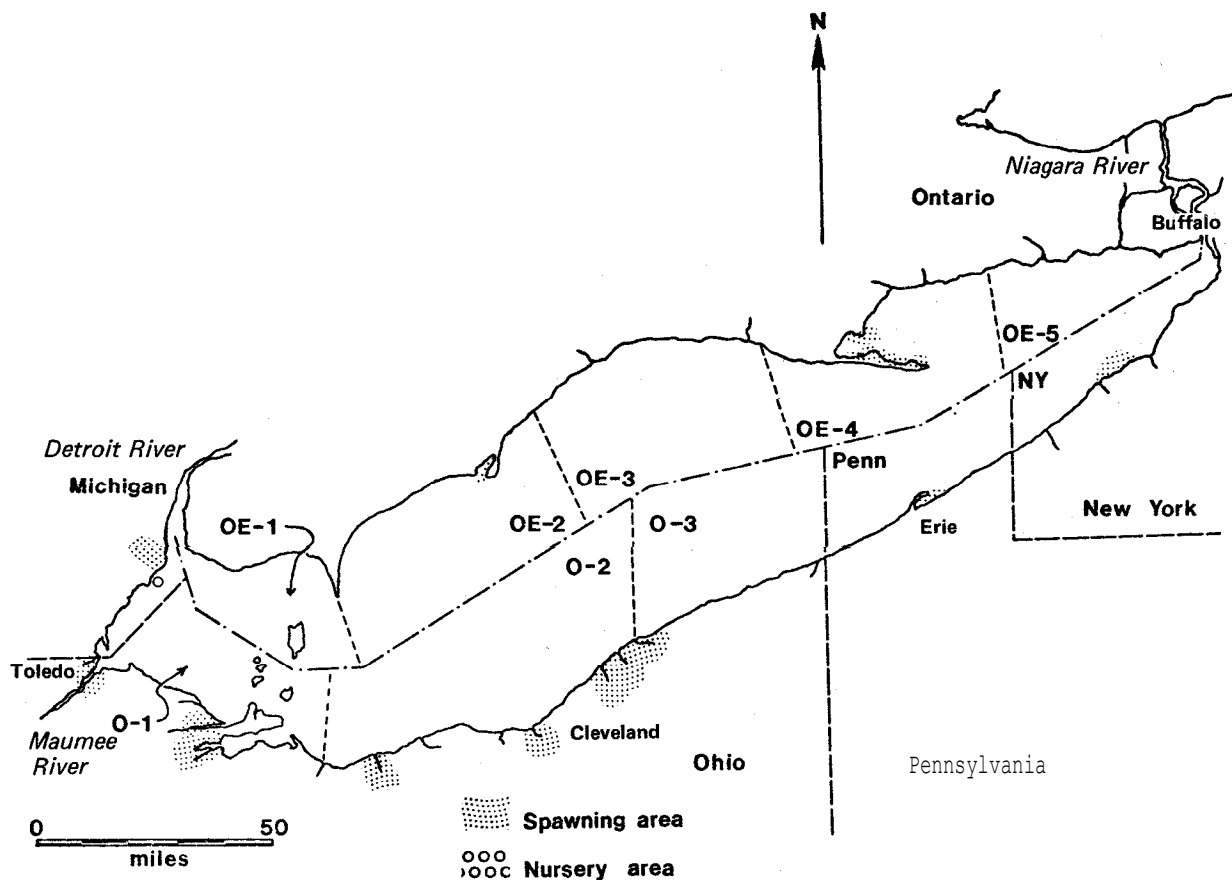 N
Niagara River
Ontario
Buffalo
OE-5
NY
Detroit River
Michigan
OE-4
Penn
OE-3
OE-1
OE-2
O-3
New York
Erie
O-2
Toledo
O-1
Cleveland
Maumee
River
Ohio
Pennsylvania
0 50
miles
Spawning area
Nursery area